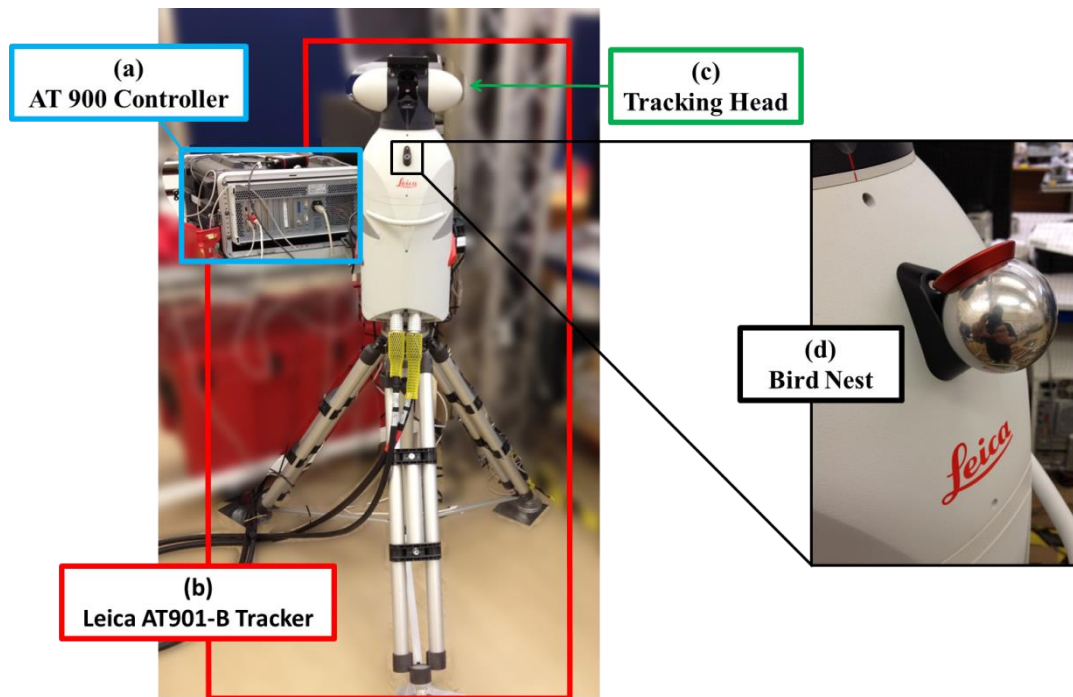 (a)
AT 900 Controller
(c)
Tracking Head
Leica
(d)
Bird Nest
Leica
(b)
Leica AT901-B Tracker